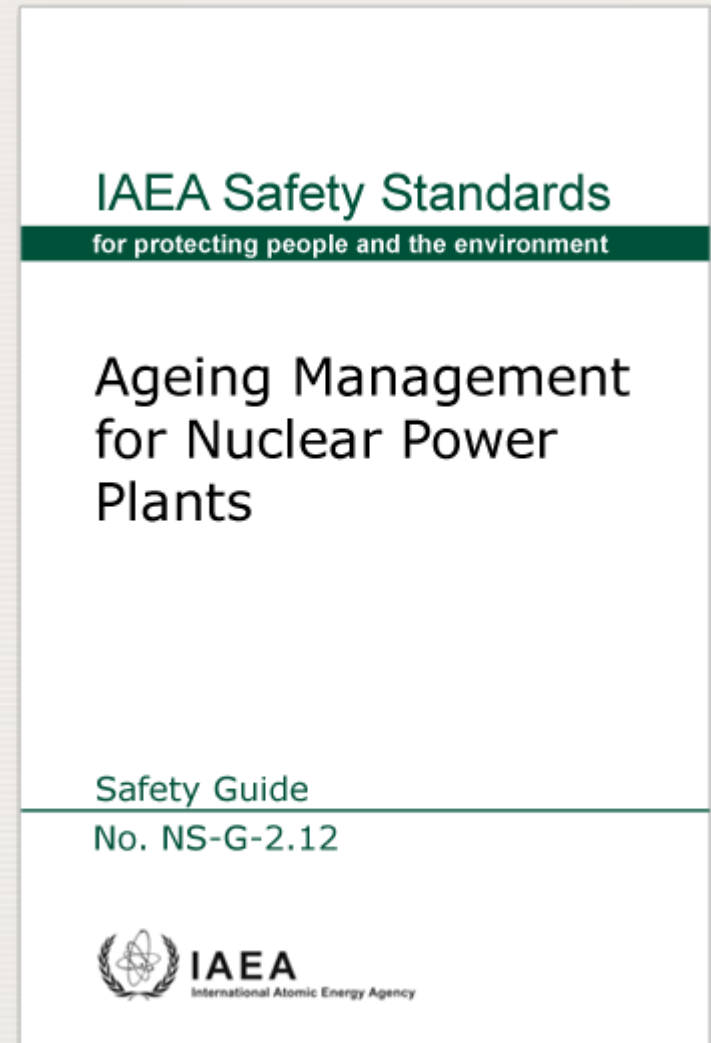 IAEA Safety Standards
for protecting people and the environment
Ageing Management
for Nuclear Power
Plants
Safety Guide
No. NS-G-2.12
IAEA
International Atomic Energy Agency